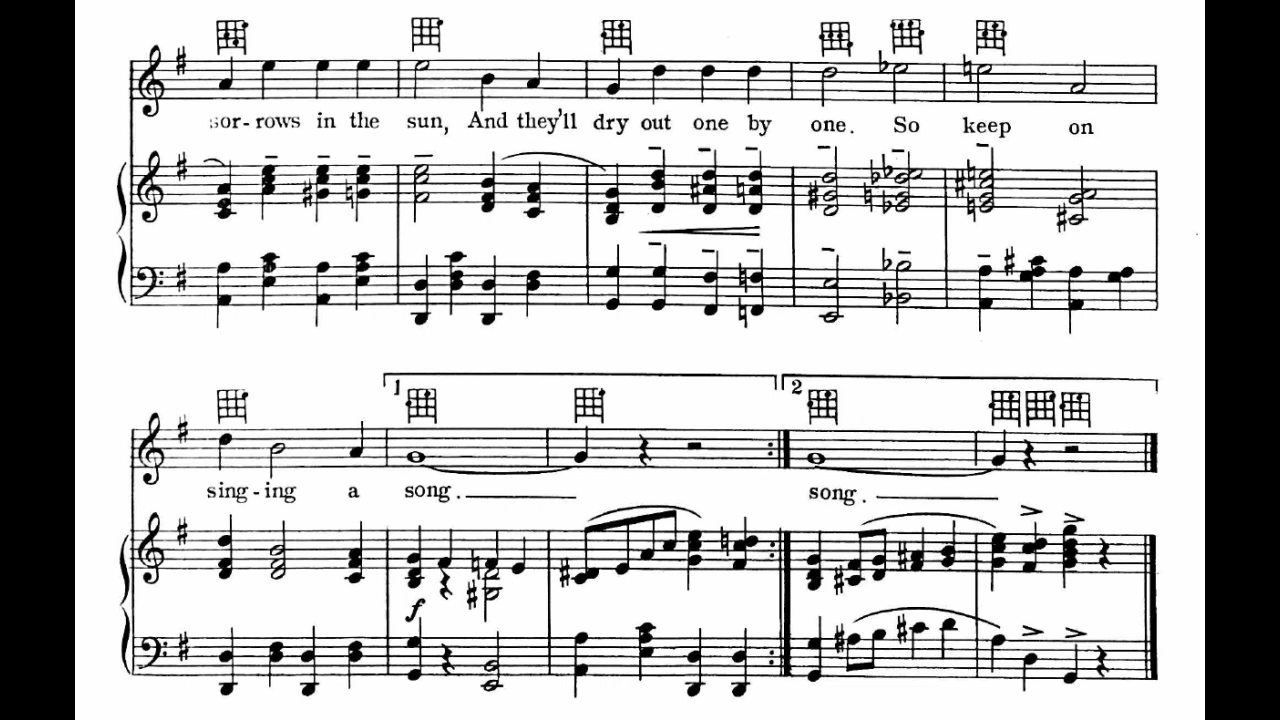 sor- rows in the sun, And they'll dry out one by one. So keep on
1 2
sing - ing a song. song.
f